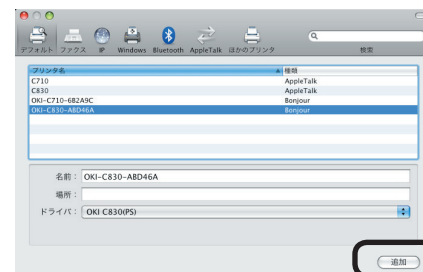 デフォルト ファクス IP Windows Bluetooth AppleTalk ほかのプリンタ 検索
プリンタ名 種類
C710 AppleTalk
C830 AppleTalk
OKI-C710-6B2A9C Bonjour
OKI-C830-ABD46A Bonjour
名前： OKI-C830-ABD46A
場所：
ドライバ： OKI C830(PS)
追加